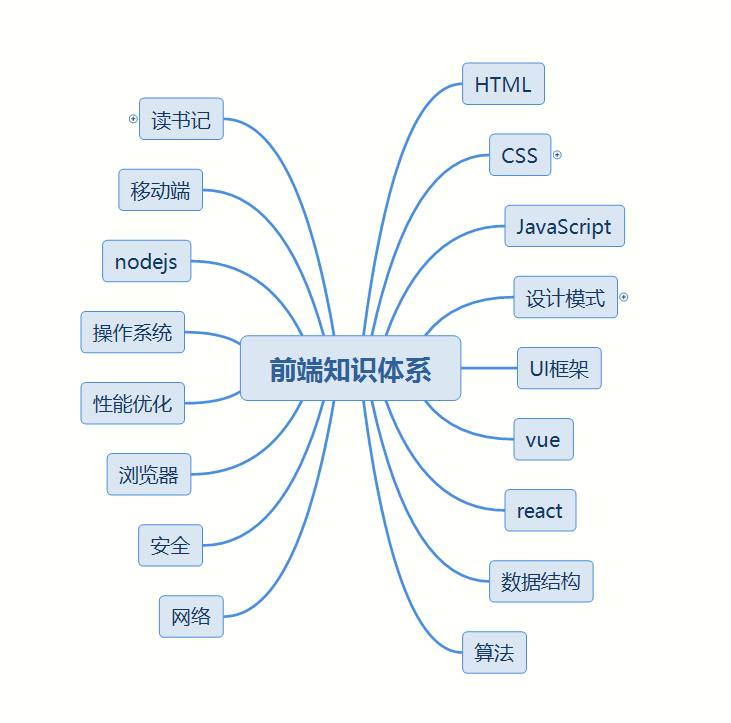 前端知识体系
HTML
CSS
JavaScript
设计模式
UI框架
vue
react
数据结构
算法
读书记
移动端
nodejs
操作系统
性能优化
浏览器
安全
网络